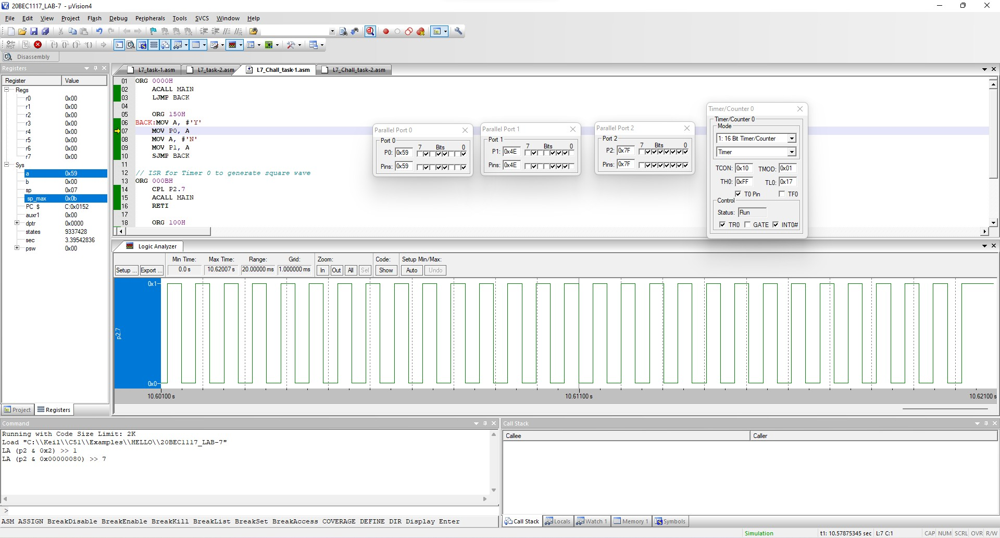 20BEC1117_LAB-7 - µVision4
File Edit View Project Flash Debug Peripherals Tools SVCS Window Help
RST
Disassembly
Registers
Register Value
Regs
r0 0x00
r1 0x00
r2 0x00
r3 0x00
r4 0x00
r5 0x00
r6 0x00
r7 0x00
Sys
a 0x59
b 0x00
sp 0x07
sp_max 0x0b
PC $ C:0x0152
auxr1 0x00
dptr 0x0000
states 9337428
sec 3.39542836
psw 0x00
Project Registers
L7_task-1.asm L7_task-2.asm L7_Chall_task-1.asm L7_Chall_task-2.asm
01 ORG 0000H
02 ACALL MAIN
03 LJMP BACK
04
05 ORG 150H
06 BACK:MOV A, #'Y'
07 MOV P0, A
08 MOV A, #'N'
09 MOV P1, A
10 SJMP BACK
11
12 // ISR for Timer 0 to generate square wave
13 ORG 000BH
14 CPL P2.7
15 ACALL MAIN
16 RETI
17
18 ORG 100H
Parallel Port 0
Port 0
7 Bits 0
P0: 0x59
Pins: 0x59
Parallel Port 1
Port 1
7 Bits 0
P1: 0x4E
Pins: 0x4E
Parallel Port 2
Port 2
7 Bits 0
P2: 0x7F
Pins: 0x7F
Timer/Counter 0
Timer/Counter 0
Mode
1: 16 Bit Timer/Counter
Timer
TCON: 0x10 TMOD: 0x01
TH0: 0xFF TL0: 0x17
T0 Pin TF0
Control
Status: Run
TR0 GATE INT0#
Logic Analyzer
Min Time: Max Time: Range: Grid: Zoom: Code: Setup Min/Max:
Setup ... Export ... 0.0 s 10.62007 s 20.00000 ms 1.000000 ms In Out All Sel Show Auto Undo
0x1
p2.7
0x0
10.60100 s 10.61100 s 10.62100 s
Command
Running with Code Size Limit: 2K
Load "C:\\Keil\\C51\\Examples\\HELLO\\20BEC1117_LAB-7"
LA (p2 & 0x2) >> 1
LA (p2 & 0x00000080) >> 7
>
ASM ASSIGN BreakDisable BreakEnable BreakKill BreakList BreakSet BreakAccess COVERAGE DEFINE DIR Display Enter
Call Stack
Callee Caller
Call Stack Locals Watch 1 Memory 1 Symbols
Simulation t1: 10.57875345 sec L:7 C:1 CAP NUM SCRL OVR R/W